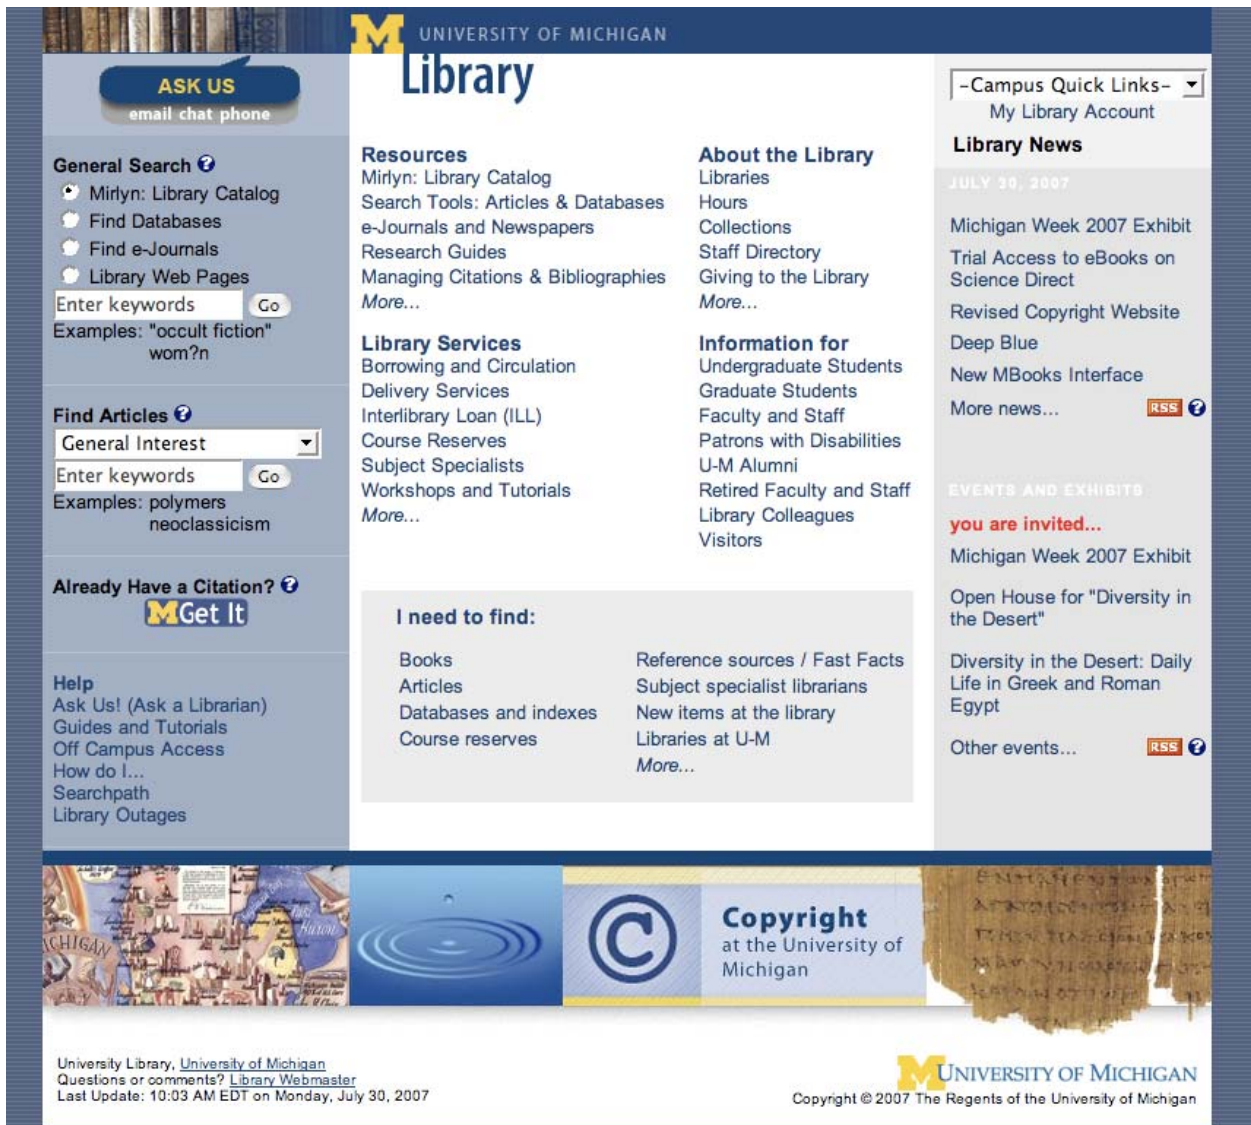 UNIVERSITY OF MICHIGAN
Library
ASK US
email chat phone
General Search
Mirlyn: Library Catalog
Find Databases
Find e-Journals
Library Web Pages
Enter keywords Go
Examples: "occult fiction"
wom?n
Find Articles
General Interest
Enter keywords Go
Examples: polymers
neoclassicism
Already Have a Citation?
MGet It
Help
Ask Us! (Ask a Librarian)
Guides and Tutorials
Off Campus Access
How do I...
Searchpath
Library Outages
Resources
Mirlyn: Library Catalog
Search Tools: Articles & Databases
e-Journals and Newspapers
Research Guides
Managing Citations & Bibliographies
More...
About the Library
Libraries
Hours
Collections
Staff Directory
Giving to the Library
More...
Library Services
Borrowing and Circulation
Delivery Services
Interlibrary Loan (ILL)
Course Reserves
Subject Specialists
Workshops and Tutorials
More...
Information for
Undergraduate Students
Graduate Students
Faculty and Staff
Patrons with Disabilities
U-M Alumni
Retired Faculty and Staff
Library Colleagues
Visitors
I need to find:
Books
Articles
Databases and indexes
Course reserves
Reference sources / Fast Facts
Subject specialist librarians
New items at the library
Libraries at U-M
More...
-Campus Quick Links-
My Library Account
Library News
JULY 30, 2007
Michigan Week 2007 Exhibit
Trial Access to eBooks on
Science Direct
Revised Copyright Website
Deep Blue
New MBooks Interface
More news... RSS
EVENTS AND EXHIBITS
you are invited...
Michigan Week 2007 Exhibit
Open House for "Diversity in
the Desert"
Diversity in the Desert: Daily
Life in Greek and Roman
Egypt
Other events... RSS
Huron
©
Copyright
at the University of
Michigan
University Library, University of Michigan
Questions or comments? Library Webmaster
Last Update: 10:03 AM EDT on Monday, July 30, 2007
M UNIVERSITY OF MICHIGAN
Copyright © 2007 The Regents of the University of Michigan